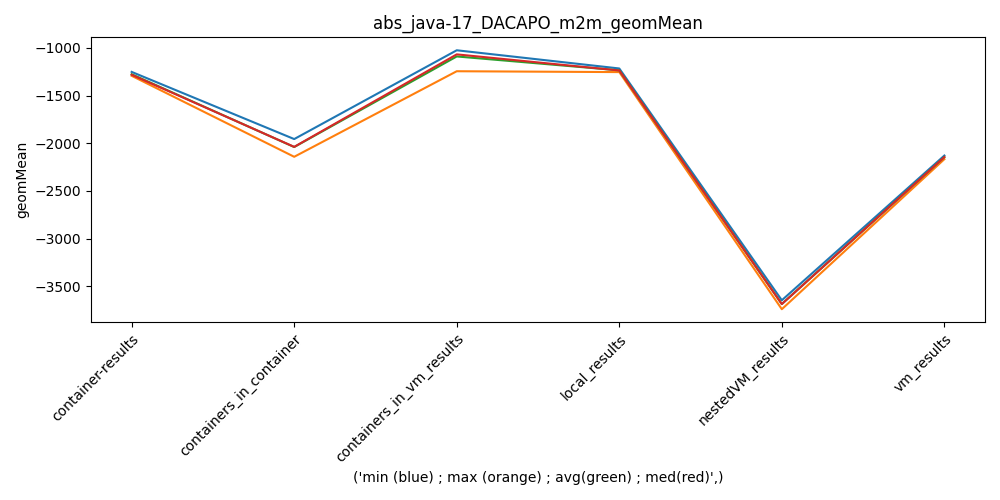 abs_java-17_DACAPO_m2m_geomMean
geomMean
−1000
−1500
−2000
−2500
−3000
−3500
container-results
containers_in_container
containers_in_vm_results
local_results
nestedVM_results
vm_results
('min (blue) ; max (orange) ; avg(green) ; med(red)',)